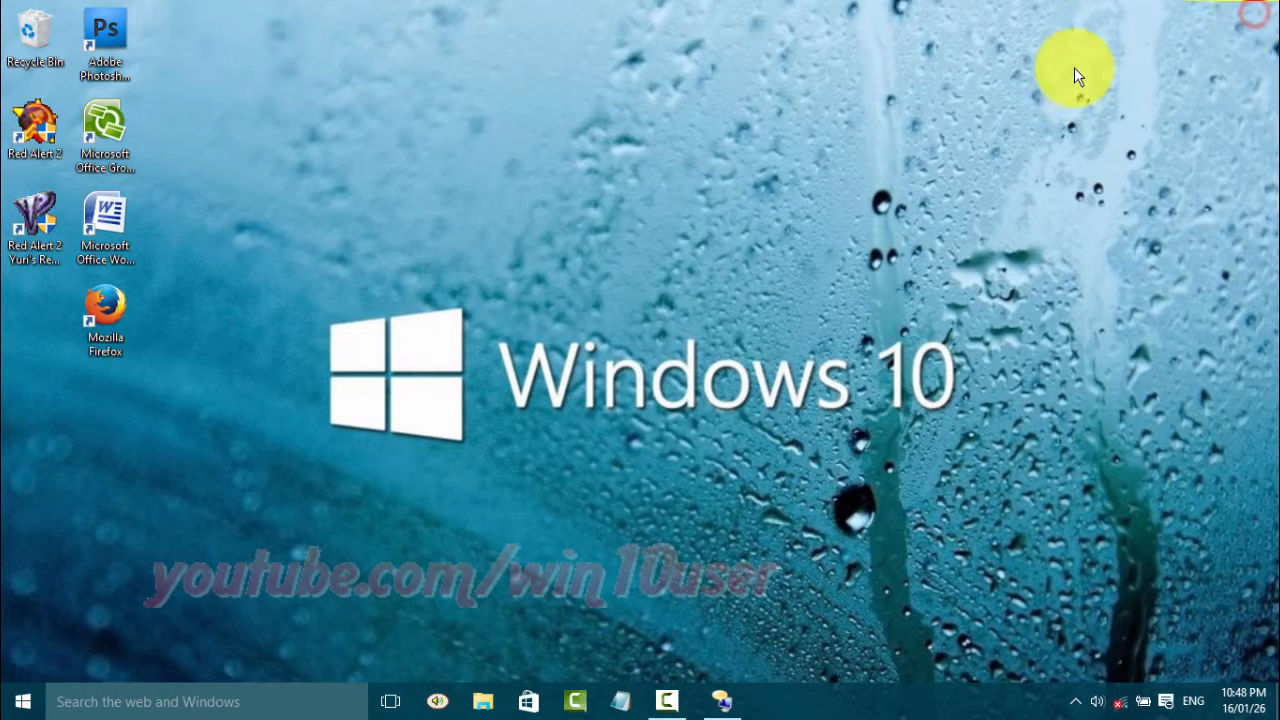 Recycle Bin
Adobe
Photosh...
Ps
Red Alert 2
Microsoft
Office Gro...
Red Alert 2
Yuri's Re...
W
Microsoft
Office Wo...
Mozilla
Firefox
Windows 10
youtube.com/win10user
Search the web and Windows
C
C
ENG
10:48 PM
16/01/26